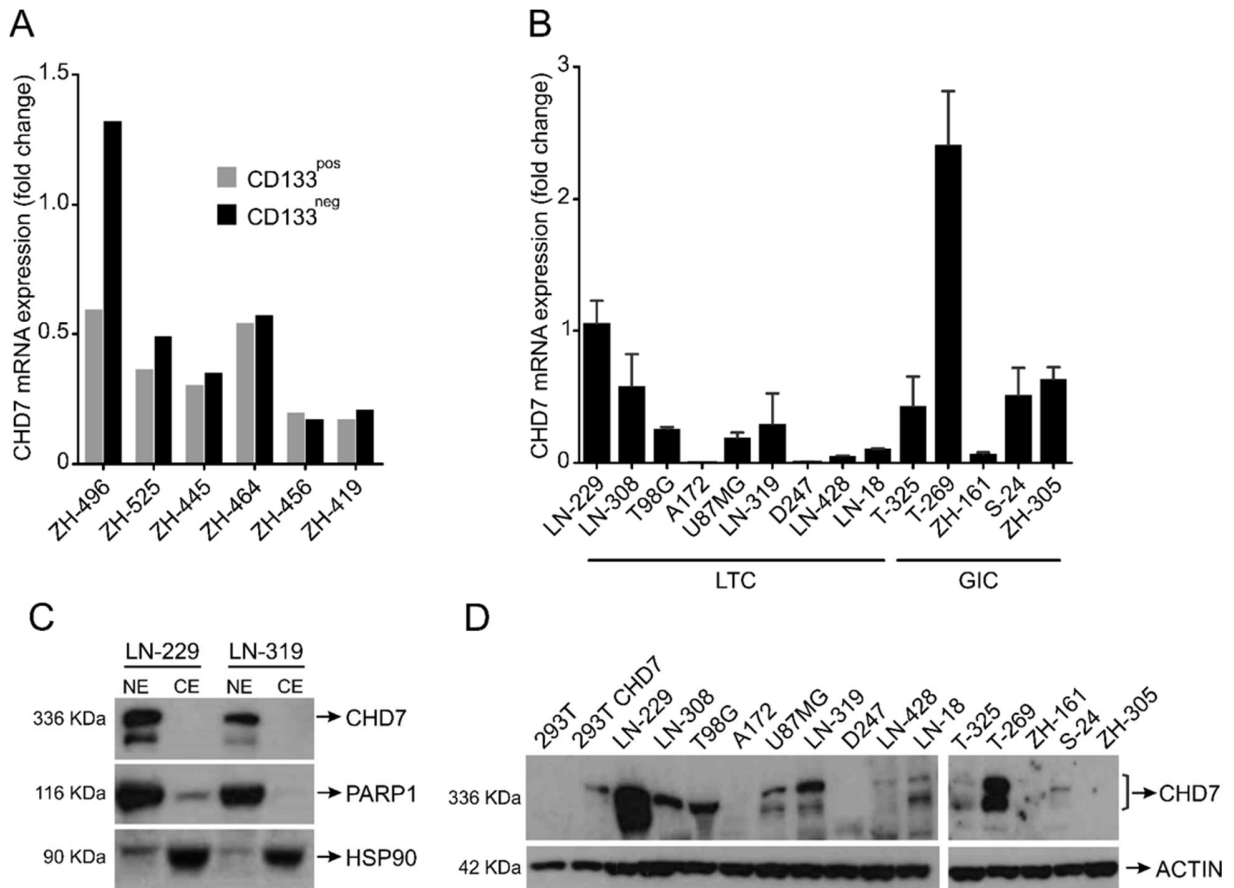 A
CHD7 mRNA expression (fold change)
1.5
1.0
0.5
0
CD133pos
CD133neg
ZH-496
ZH-525
ZH-445
ZH-464
ZH-456
ZH-419
B
CHD7 mRNA expression (fold change)
3
2
1
0
LN-229
LN-308
T98G
A172
U87MG
LN-319
D247
LN-428
LN-18
T-325
T-269
ZH-161
S-24
ZH-305
LTC
GIC
C
LN-229 LN-319
NE CE NE CE
336 KDa CHD7
116 KDa PARP1
90 KDa HSP90
D
293T
293T CHD7
LN-229
LN-308
T98G
A172
U87MG
LN-319
D247
LN-428
LN-18
T-325
T-269
ZH-161
S-24
ZH-305
336 KDa CHD7
42 KDa ACTIN